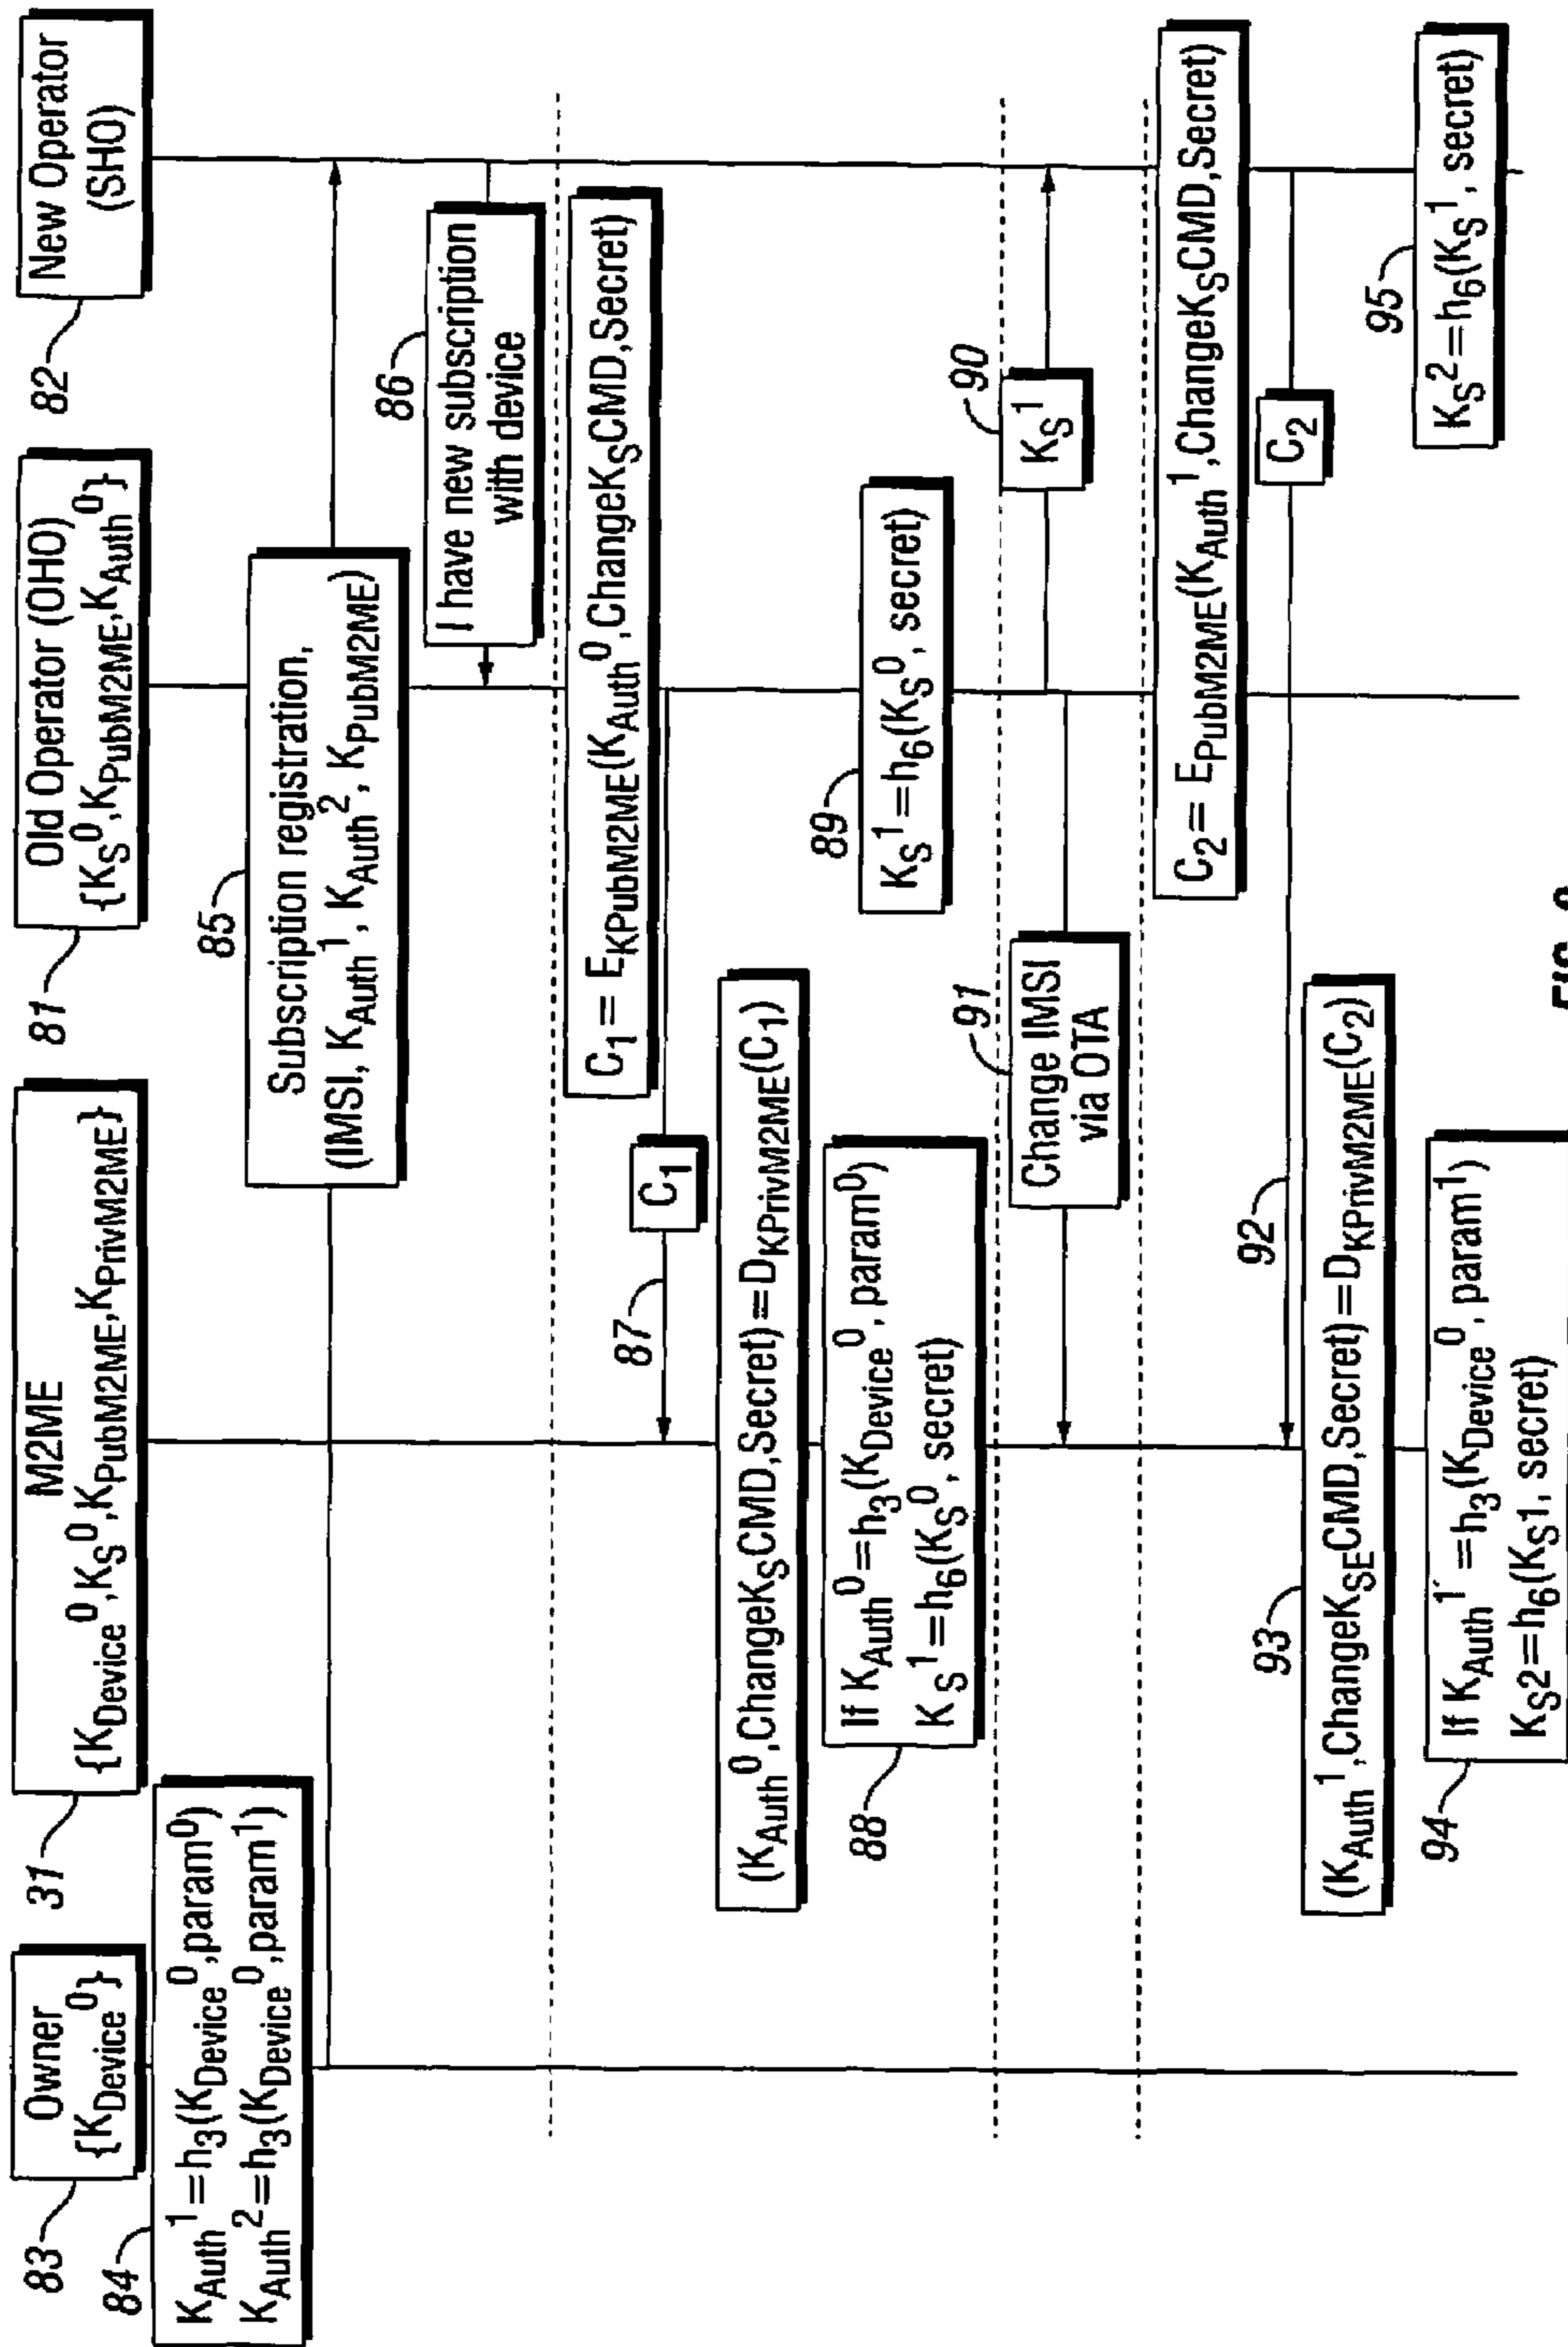 83
Owner
{K_Device^0}
31
M2ME
{K_Device^0,K_S^0,K_PubM2ME,K_PrivM2ME}
81
Old Operator (OHO)
{K_S^0,K_PubM2ME,K_Auth^0}
82
New Operator
(SHO)
84
K_Auth^1=h_3(K_Device^0,param^0)
K_Auth^2=h_3(K_Device^0,param^1)
85
Subscription registration,
(IMSI, K_Auth^1, K_Auth^2, K_PubM2ME)
86
I have new subscription
with device
C_1 = E_KPubM2ME(K_Auth^0,ChangeK_SCMD,Secret)
87
C_1
(K_Auth^0,ChangeK_SCMD,Secret)=D_KPrivM2ME(C_1)
88
If K_Auth^0=h_3(K_Device^0, param^0)
K_S^1=h_6(K_S^0, secret)
89
K_S^1=h_6(K_S^0, secret)
90
K_S^1
91
Change IMSI
via OTA
C_2= E_PubM2ME(K_Auth^1,ChangeK_SCMD,Secret)
92
C_2
93
(K_Auth^1,ChangeK_SECMD,Secret)=D_KPrivM2ME(C_2)
94
If K_Auth^1=h_3(K_Device^0, param^1)
K_S2=h_6(K_S1, secret)
95
K_S^2=h_6(K_S^1, secret)